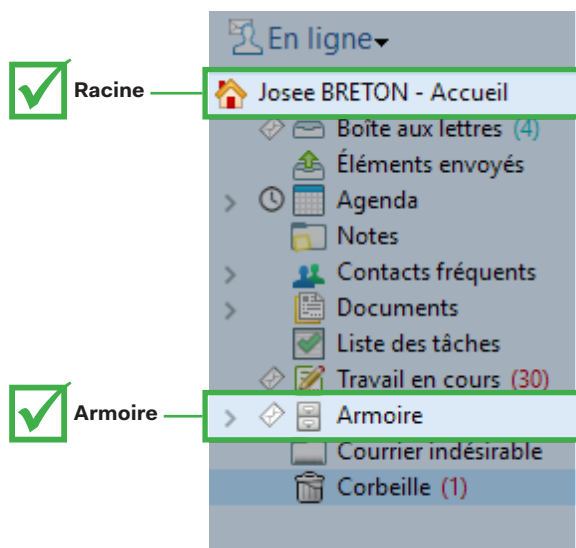 En ligne
Racine
Josee BRETON - Accueil
Boîte aux lettres (4)
Éléments envoyés
Agenda
Notes
Contacts fréquents
Documents
Liste des tâches
Travail en cours (30)
Armoire
Armoire
Courrier indésirable
Corbeille (1)